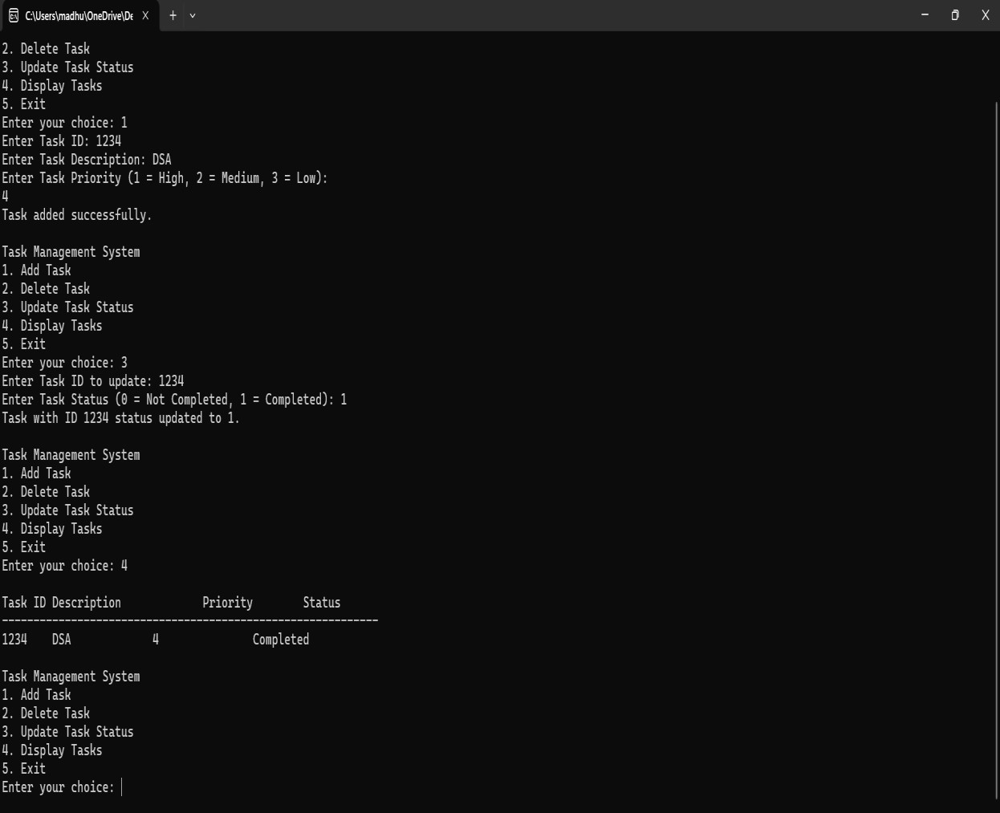 C:\Users\madhu\OneDrive\De
2. Delete Task
3. Update Task Status
4. Display Tasks
5. Exit
Enter your choice: 1
Enter Task ID: 1234
Enter Task Description: DSA
Enter Task Priority (1 = High, 2 = Medium, 3 = Low):
4
Task added successfully.
Task Management System
1. Add Task
2. Delete Task
3. Update Task Status
4. Display Tasks
5. Exit
Enter your choice: 3
Enter Task ID to update: 1234
Enter Task Status (0 = Not Completed, 1 = Completed): 1
Task with ID 1234 status updated to 1.
Task Management System
1. Add Task
2. Delete Task
3. Update Task Status
4. Display Tasks
5. Exit
Enter your choice: 4
Task ID Description Priority Status
------------------------------------------------------------
1234 DSA 4 Completed
Task Management System
1. Add Task
2. Delete Task
3. Update Task Status
4. Display Tasks
5. Exit
Enter your choice: